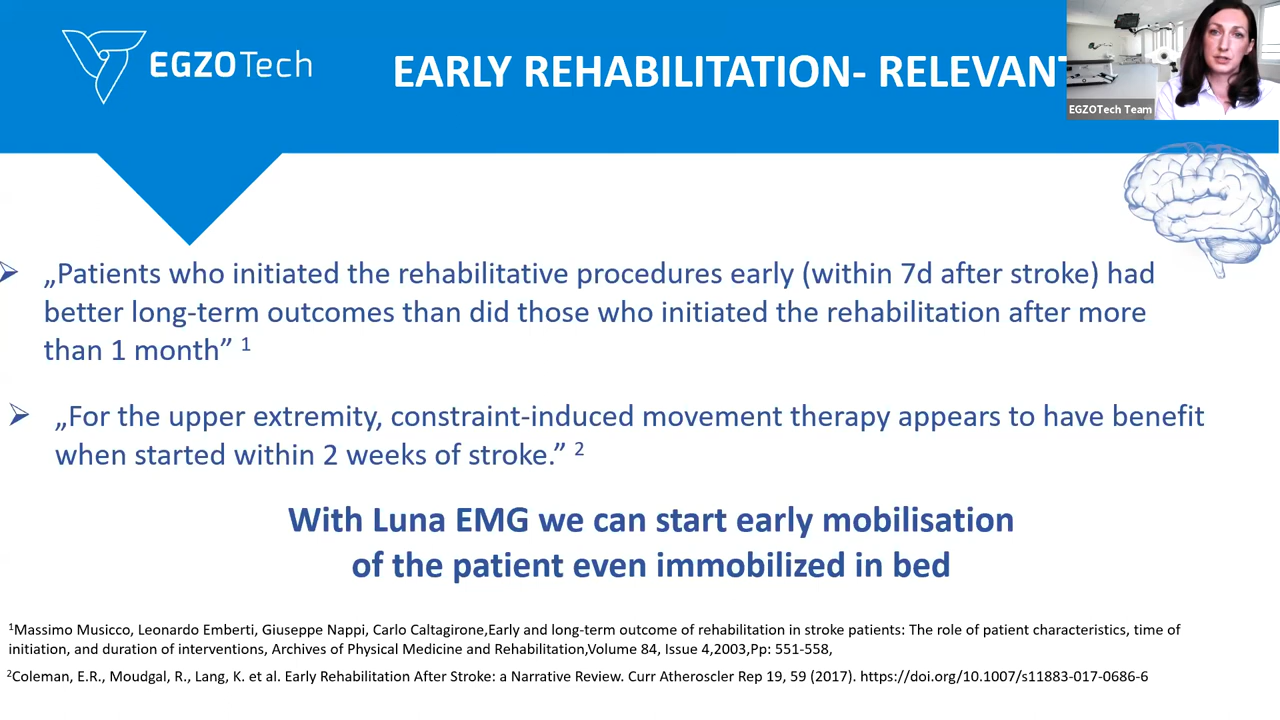 EGZOTech
EARLY REHABILITATION- RELEVANT
EGZOTech Team
„Patients who initiated the rehabilitative procedures early (within 7d after stroke) had
better long-term outcomes than did those who initiated the rehabilitation after more
than 1 month” 1
„For the upper extremity, constraint-induced movement therapy appears to have benefit
when started within 2 weeks of stroke.” 2
With Luna EMG we can start early mobilisation
of the patient even immobilized in bed
1Massimo Musicco, Leonardo Emberti, Giuseppe Nappi, Carlo Caltagirone,Early and long-term outcome of rehabilitation in stroke patients: The role of patient characteristics, time of
initiation, and duration of interventions, Archives of Physical Medicine and Rehabilitation,Volume 84, Issue 4,2003,Pp: 551-558,
2Coleman, E.R., Moudgal, R., Lang, K. et al. Early Rehabilitation After Stroke: a Narrative Review. Curr Atheroscler Rep 19, 59 (2017). https://doi.org/10.1007/s11883-017-0686-6